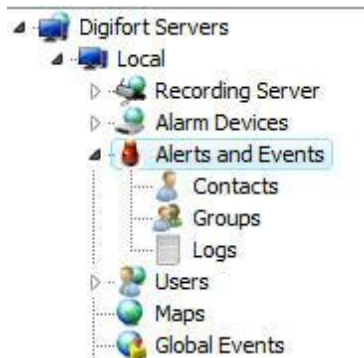 Digifort Servers
Local
Recording Server
Alarm Devices
Alerts and Events
Contacts
Groups
Logs
Users
Maps
Global Events